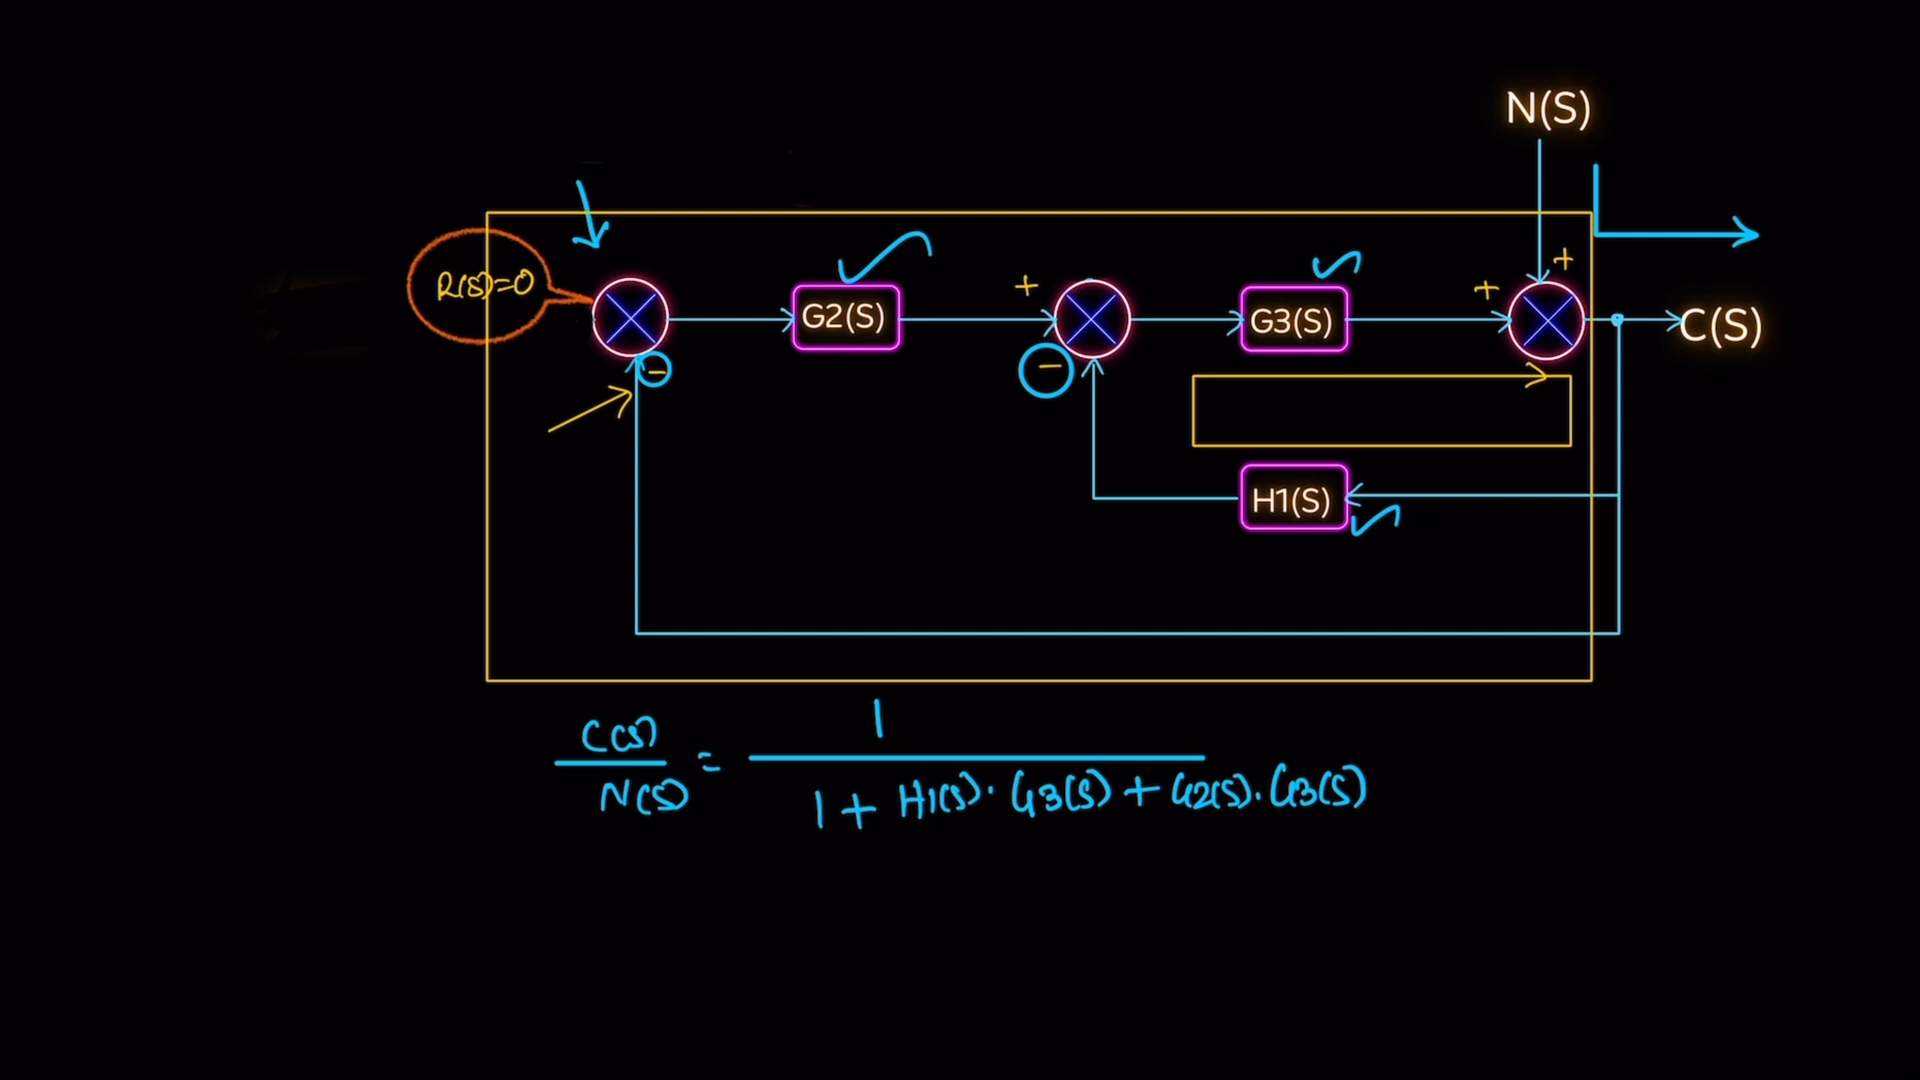 N(S)
R(S)=0
G2(S)
+
-
G3(S)
+
+
C(S)
-
H1(S)
C(S)
N(S)
=
1
1 + H1(S) · G3(S) + G2(S) . G3(S)